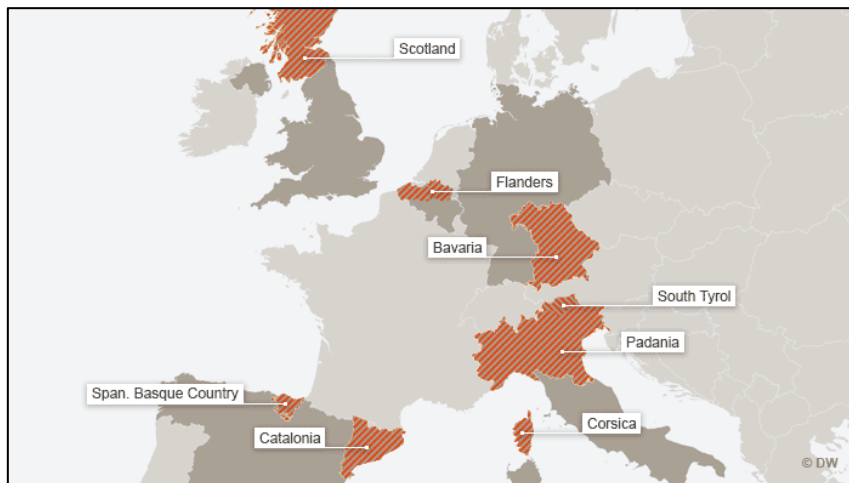 Scotland
Flanders
Bavaria
South Tyrol
Padania
Span. Basque Country
Catalonia
Corsica
© DW